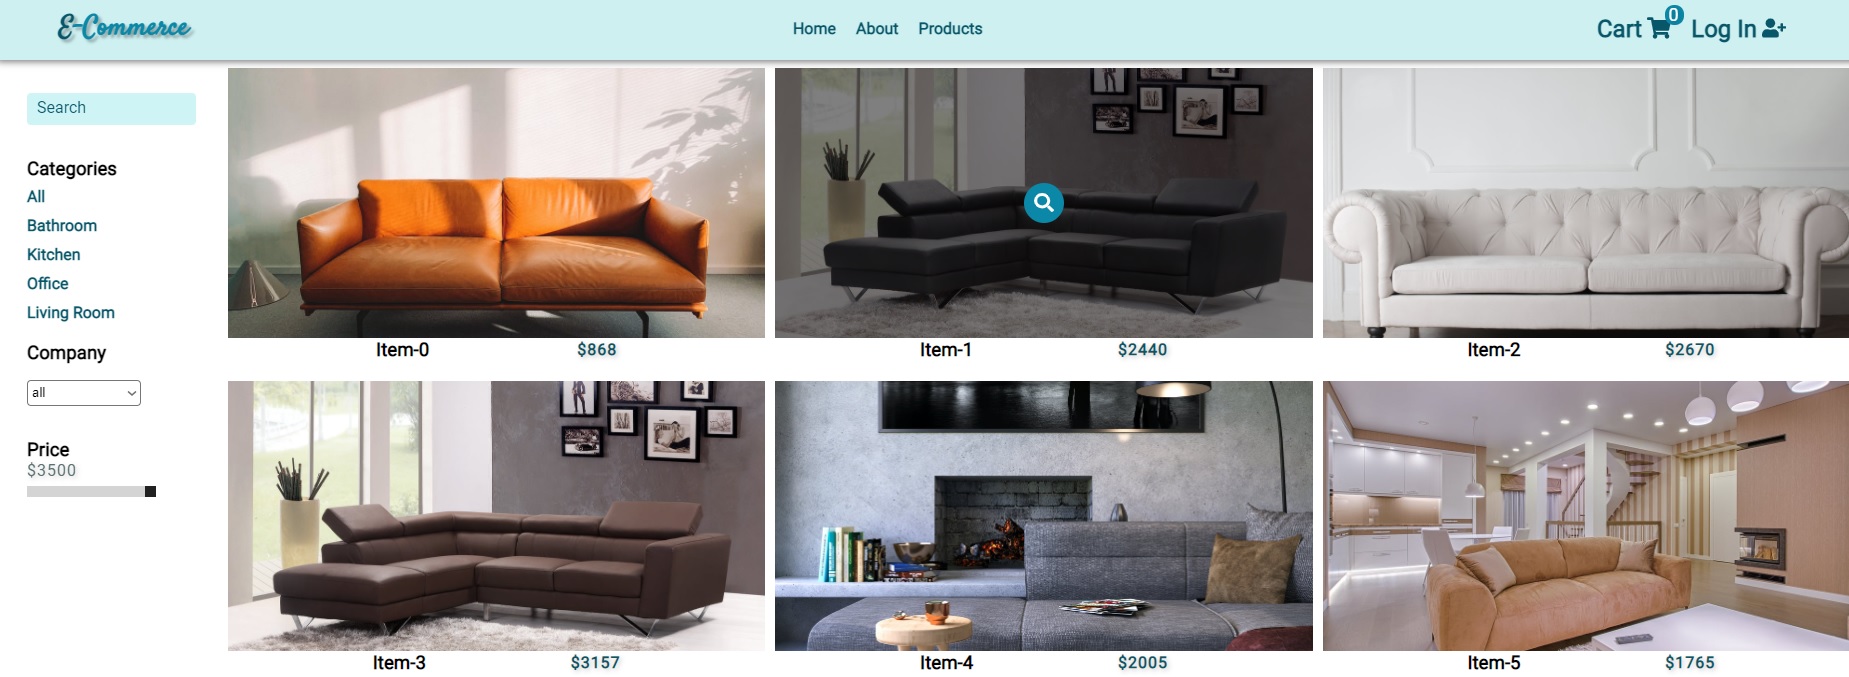 E-Commerce
Home About Products
Cart 0 Log In
Search
Categories
All
Bathroom
Kitchen
Office
Living Room
Company
all
Price
$3500
Item-0 $868
Item-1 $2440
Item-2 $2670
Item-3 $3157
Item-4 $2005
Item-5 $1765